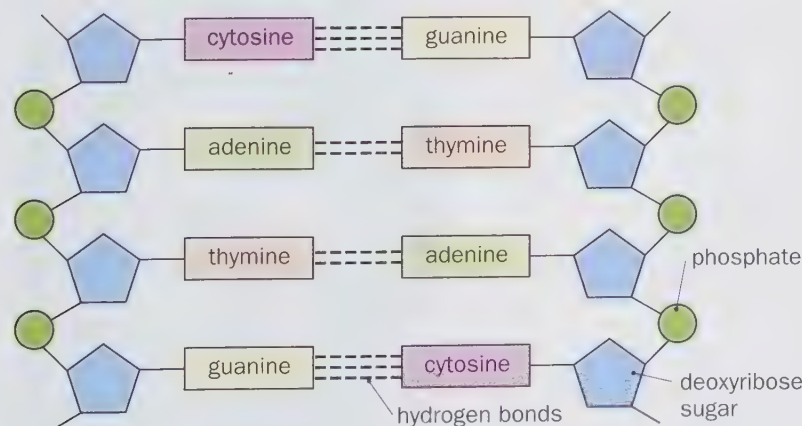 cytosine
guanine
adenine
thymine
thymine
adenine
phosphate
guanine
cytosine
deoxyribose
sugar
hydrogen bonds